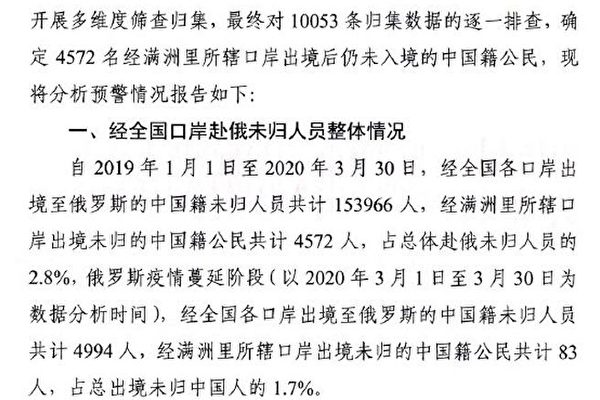 开展多维度筛查归集，最终对 10053 条归集数据的逐一排查，确
定 4572 名经满洲里所辖口岸出境后仍未入境的中国籍公民，现
将分析预警情况报告如下：
一、经全国口岸赴俄未归人员整体情况
自 2019 年 1 月 1 日至 2020 年 3 月 30 日，经全国各口岸出
境至俄罗斯的中国籍未归人员共计 153966 人，经满洲里所辖口
岸出境未归的中国籍公民共计 4572 人，占总体赴俄未归人员的
2.8%，俄罗斯疫情蔓延阶段（以 2020 年 3 月 1 日至 3 月 30 日为
数据分析时间），经全国各口岸出境至俄罗斯的中国籍未归人员
共计 4994 人，经满洲里所辖口岸出境未归的中国籍公民共计 83
人，占总出境未归中国人的 1.7%。